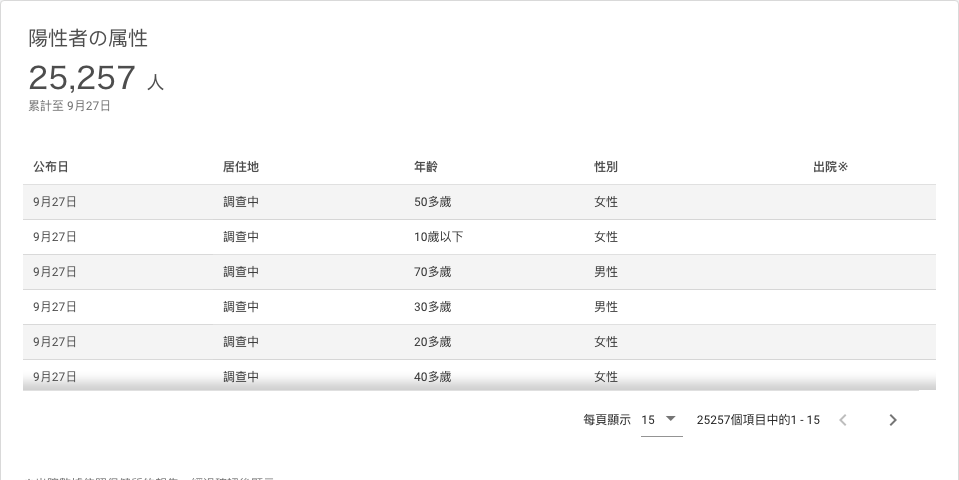 陽性者の属性
25,257 人
累計至 9月27日
公布日 居住地 年齢 性別 出院※
9月27日 調查中 50多歲 女性
9月27日 調查中 10歲以下 女性
9月27日 調查中 70多歲 男性
9月27日 調查中 30多歲 男性
9月27日 調查中 20多歲 女性
9月27日 調查中 40多歲 女性
每頁顯示 15 25257個項目中的1 - 15